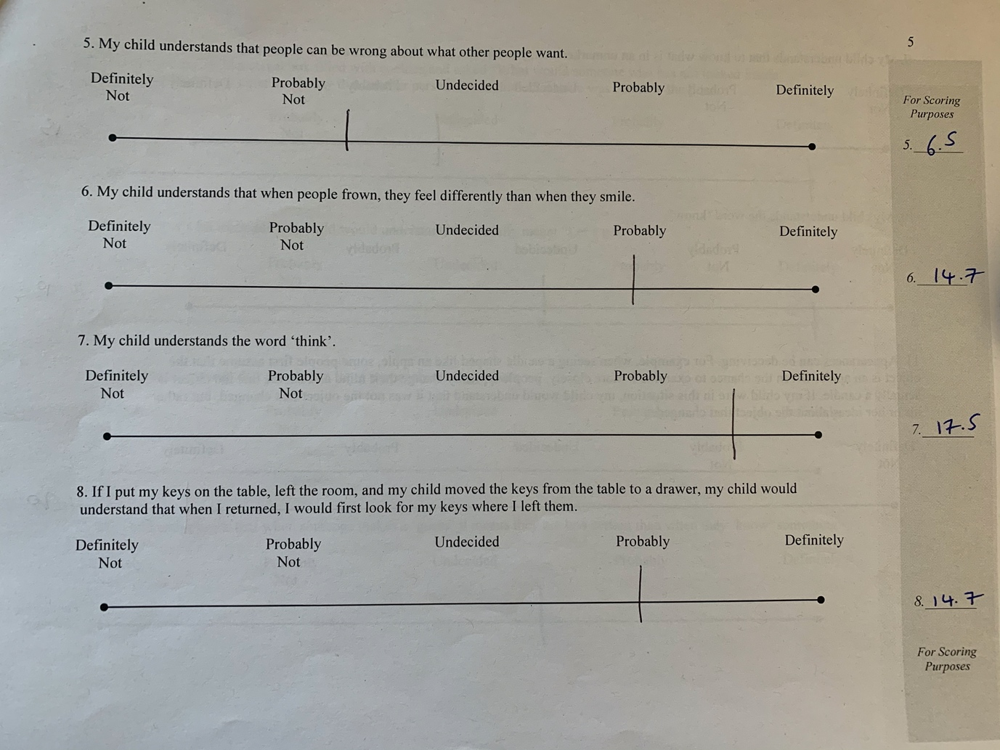 5
5. My child understands that people can be wrong about what other people want.
Definitely Not
Probably Not
Undecided
Probably
Definitely
For Scoring
Purposes
5. 6.5
6. My child understands that when people frown, they feel differently than when they smile.
Definitely Not
Probably Not
Undecided
Probably
Definitely
6. 14.7
7. My child understands the word ‘think’.
Definitely Not
Probably Not
Undecided
Probably
Definitely
7. 17.5
8. If I put my keys on the table, left the room, and my child moved the keys from the table to a drawer, my child would
understand that when I returned, I would first look for my keys where I left them.
Definitely Not
Probably Not
Undecided
Probably
Definitely
8. 14.7
For Scoring
Purposes